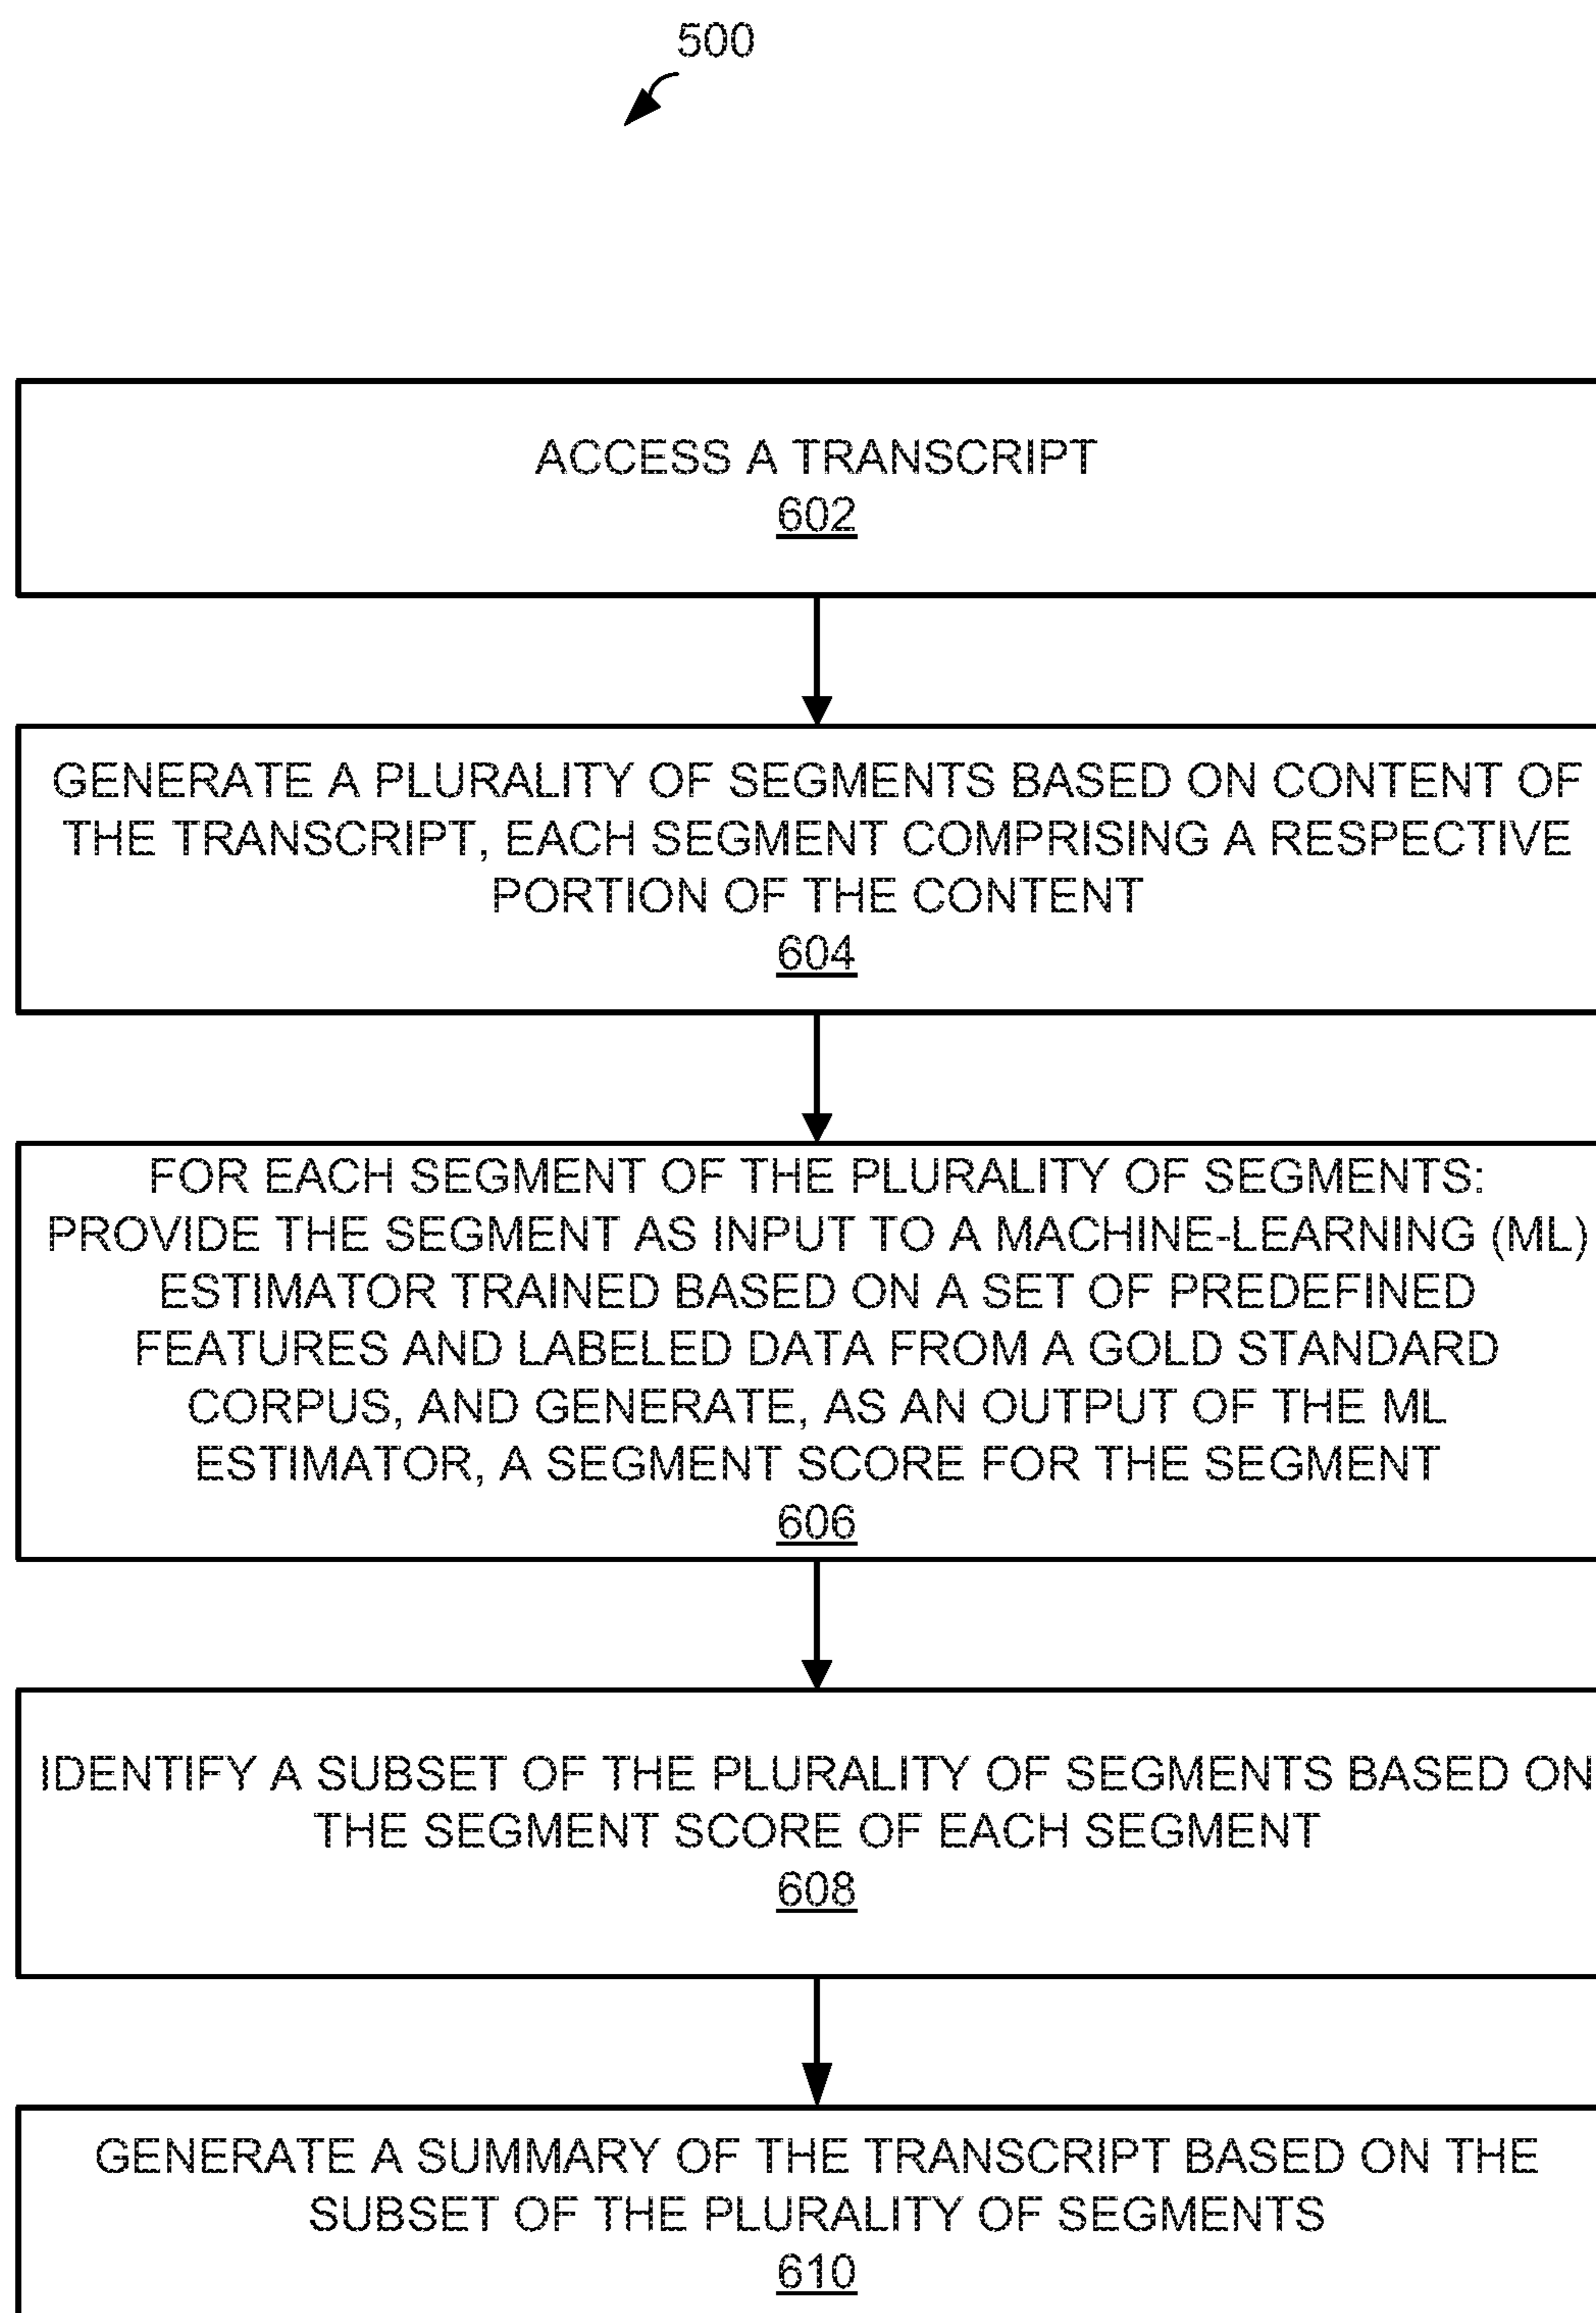 500
ACCESS A TRANSCRIPT
602
GENERATE A PLURALITY OF SEGMENTS BASED ON CONTENT OF
THE TRANSCRIPT, EACH SEGMENT COMPRISING A RESPECTIVE
PORTION OF THE CONTENT
604
FOR EACH SEGMENT OF THE PLURALITY OF SEGMENTS:
PROVIDE THE SEGMENT AS INPUT TO A MACHINE-LEARNING (ML)
ESTIMATOR TRAINED BASED ON A SET OF PREDEFINED
FEATURES AND LABELED DATA FROM A GOLD STANDARD
CORPUS, AND GENERATE, AS AN OUTPUT OF THE ML
ESTIMATOR, A SEGMENT SCORE FOR THE SEGMENT
606
IDENTIFY A SUBSET OF THE PLURALITY OF SEGMENTS BASED ON
THE SEGMENT SCORE OF EACH SEGMENT
608
GENERATE A SUMMARY OF THE TRANSCRIPT BASED ON THE
SUBSET OF THE PLURALITY OF SEGMENTS
610